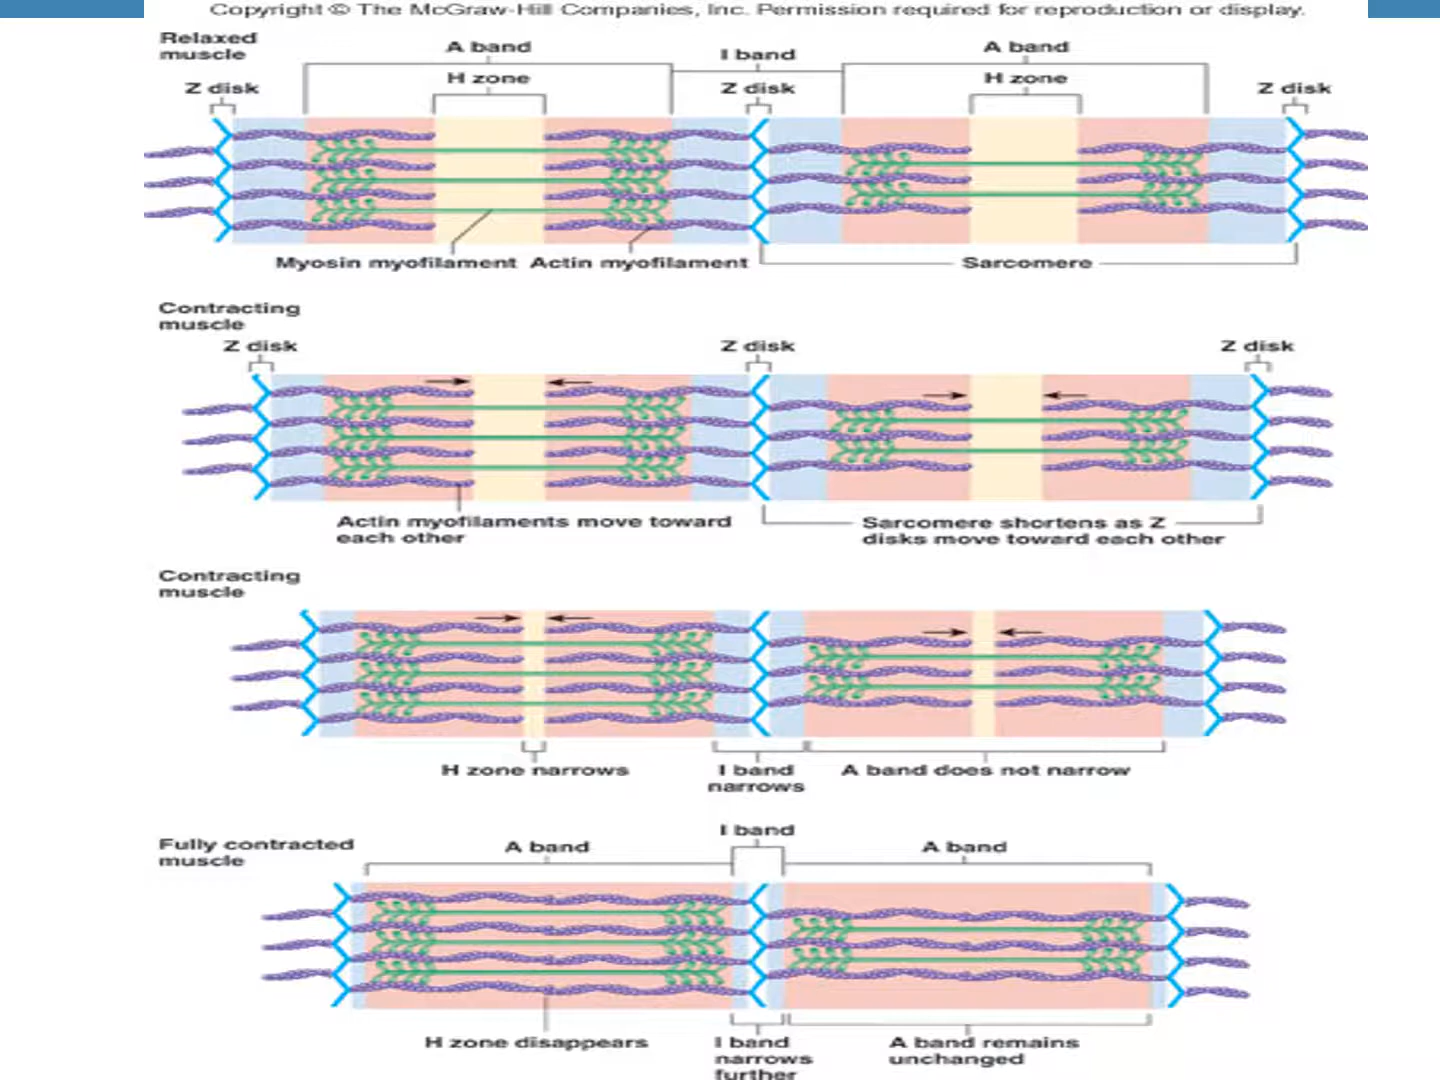 Copyright © The McGraw-Hill Companies, Inc. Permission required for reproduction or display.
Relaxed
muscle
A band
I band
A band
H zone
H zone
Z disk
Z disk
Z disk
Myosin myofilament
Actin myofilament
Sarcomere
Contracting
muscle
Z disk
Z disk
Z disk
Actin myofilaments move toward
each other
Sarcomere shortens as Z
disks move toward each other
Contracting
muscle
H zone narrows
I band
narrows
A band does not narrow
Fully contracted
muscle
A band
I band
A band
H zone disappears
I band
narrows
further
A band remains
unchanged